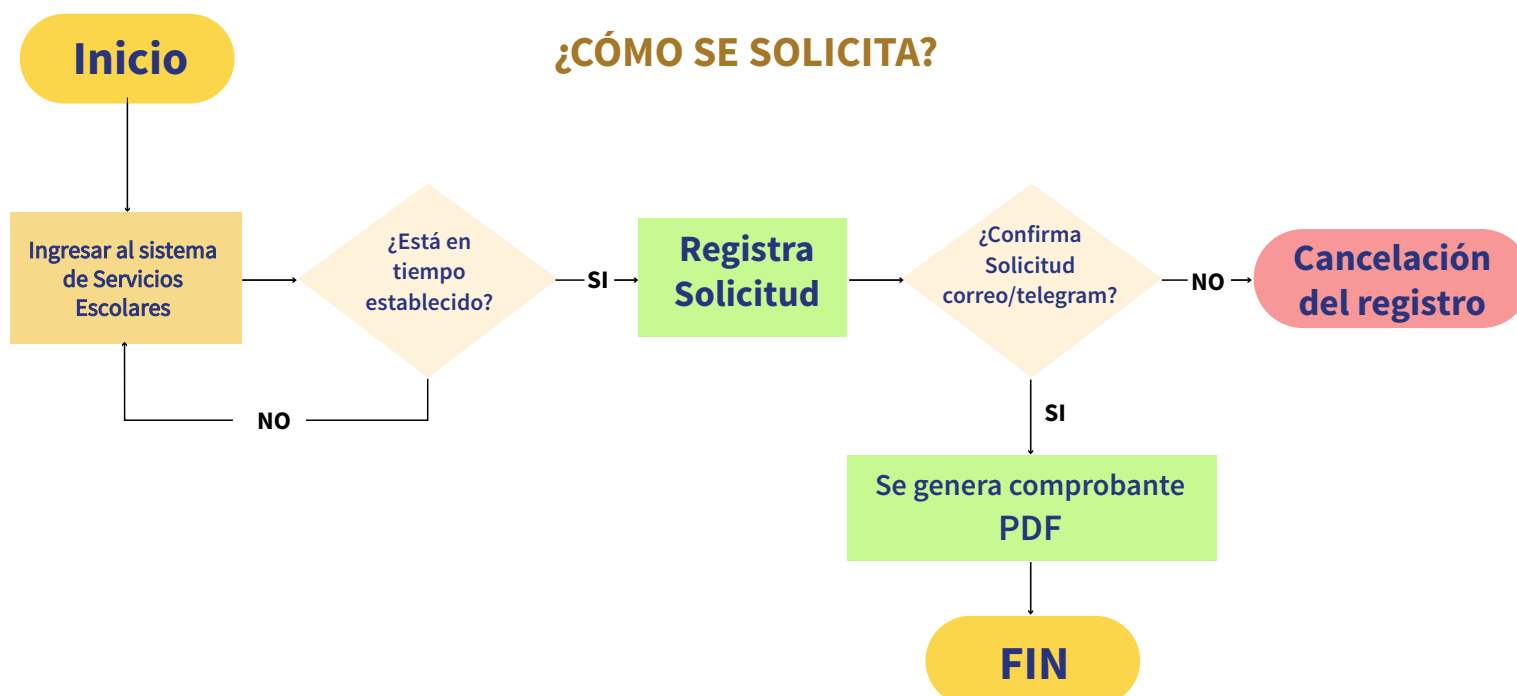 Inicio
¿CÓMO SE SOLICITA?
Ingresar al sistema
de Servicios
Escolares
¿Está en
tiempo
establecido?
SI
NO
Registra
Solicitud
¿Confirma
Solicitud
correo/telegram?
NO
Cancelación
del registro
SI
Se genera comprobante
PDF
FIN